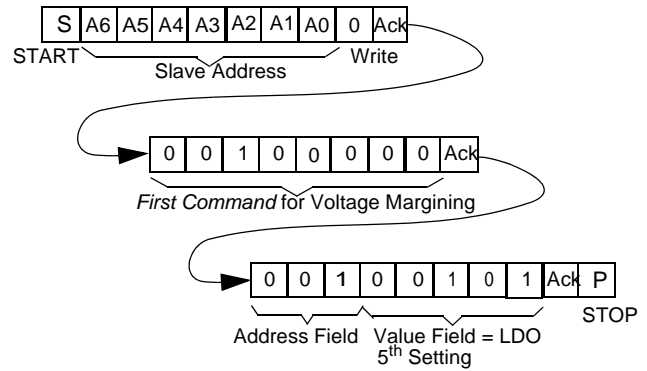 S A6 A5 A4 A3 A2 A1 A0 0 Ack
START Slave Address Write
0 0 1 0 0 0 0 0 Ack
First Command for Voltage Margining
0 0 1 0 0 1 0 1 Ack P
STOP
Address Field Value Field = LDO
5th Setting